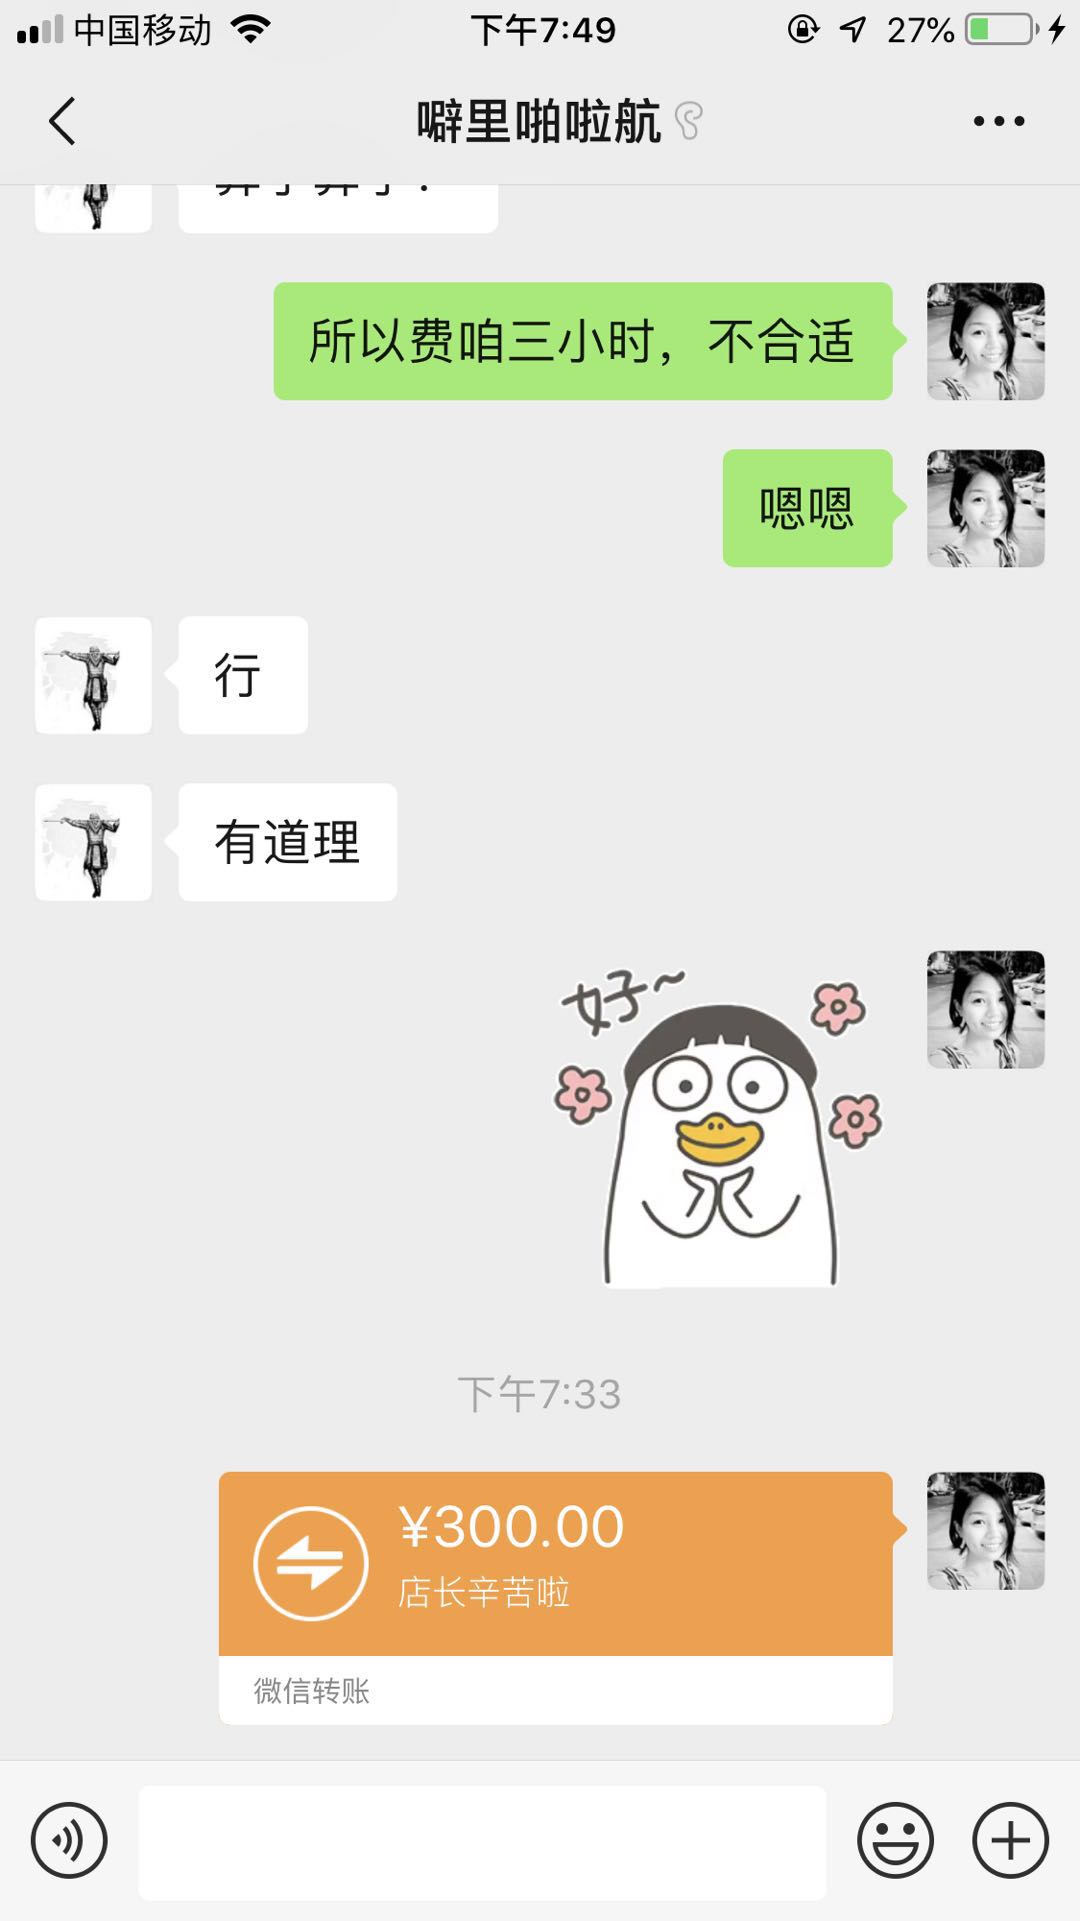 中国移动
下午7:49
27%
噼里啪啦航
所以费咱三小时，不合适
嗯嗯
行
有道理
好~
下午7:33
¥300.00
店长辛苦啦
微信转账